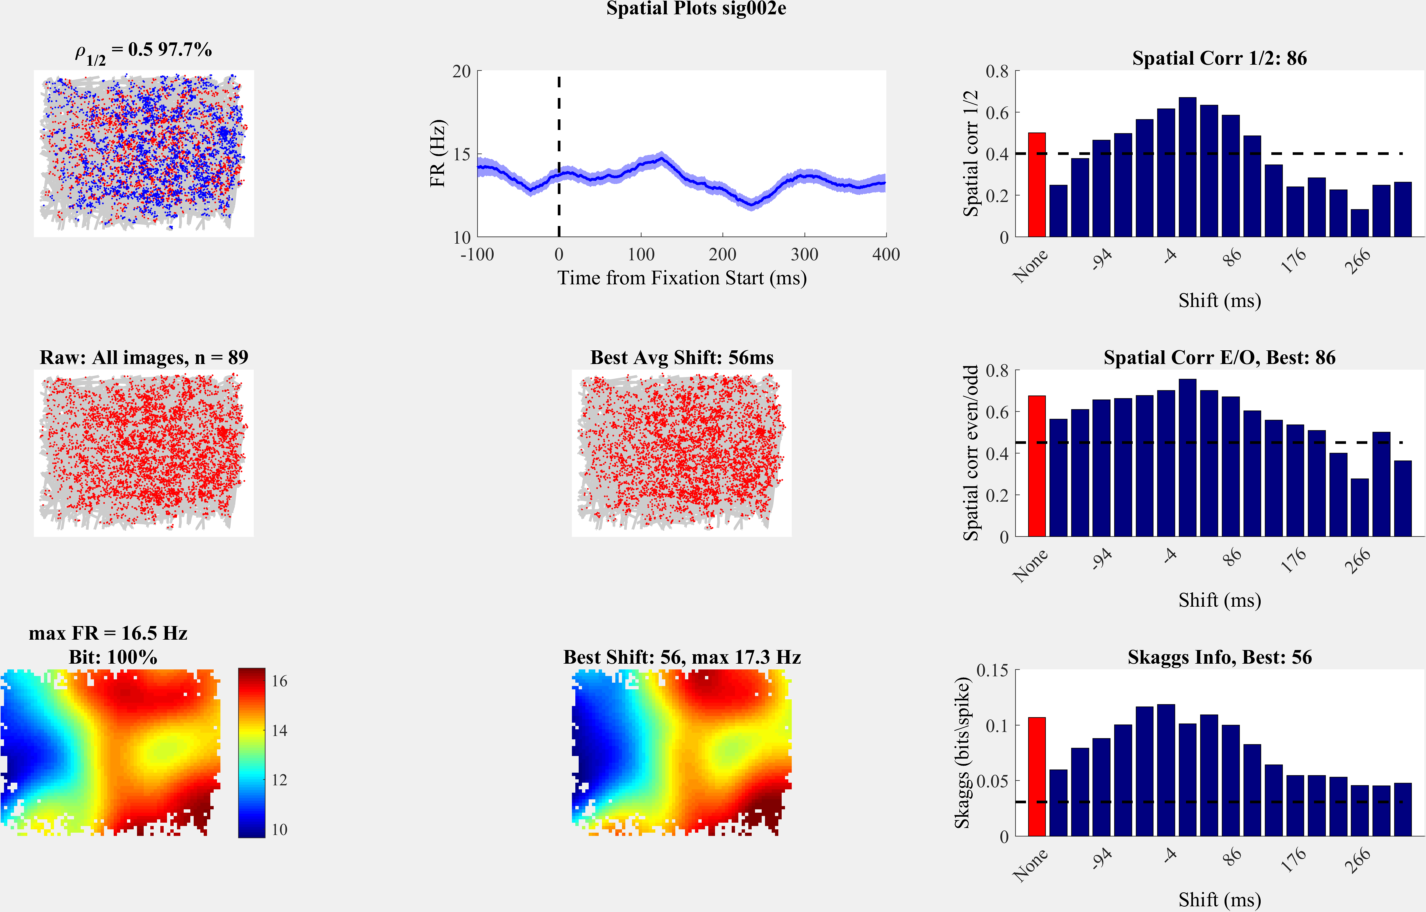 Spatial Plots sig002e
ρ1/2 = 0.5 97.7%
20
15
10
FR (Hz)
-100
0
100
200
300
400
Time from Fixation Start (ms)
Spatial Corr 1/2: 86
0.8
0.6
0.4
0.2
0
Spatial corr 1/2
None
-94
-4
86
176
266
Shift (ms)
Raw: All images, n = 89
Best Avg Shift: 56ms
Spatial Corr E/O, Best: 86
0.8
0.6
0.4
0.2
0
Spatial corr even/odd
None
-94
-4
86
176
266
Shift (ms)
max FR = 16.5 Hz
Bit: 100%
16
14
12
10
Best Shift: 56, max 17.3 Hz
Skaggs Info, Best: 56
0.15
0.1
0.05
0
Skaggs (bits\spike)
None
-94
-4
86
176
266
Shift (ms)